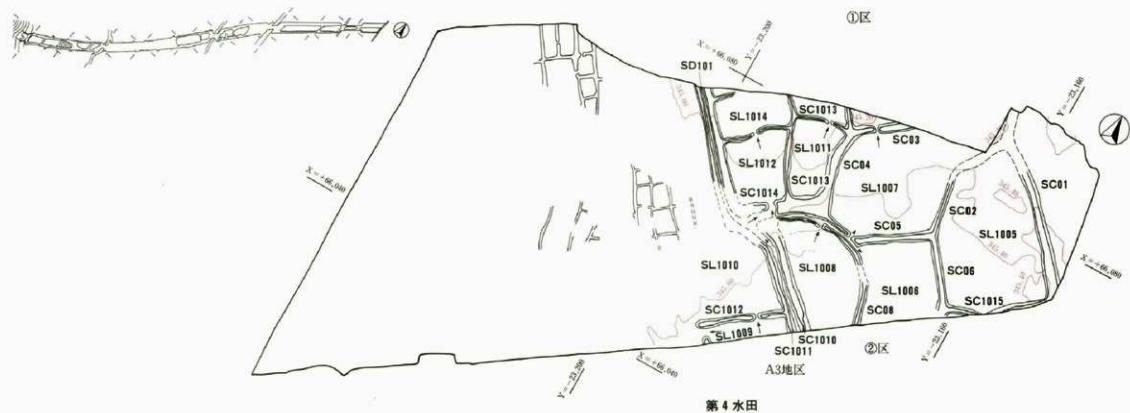 ①区
Y=-23,200
X=+66,080
SD101
Y=-23,160
SC1013
SL1014
SC03
SL1011
SC04
SL1012
SC1013
SL1007
SC01
X=+66,040
SC1014
SC02
SC05
SL1005
SL1010
SL1008
SC06
X=+66,080
SL1006
SC1012
SC08
SC1015
SL1009
SC1010
SC1011
②区
Y=-23,160
X=+66,040
Y=-23,200
A3地区
第4水田